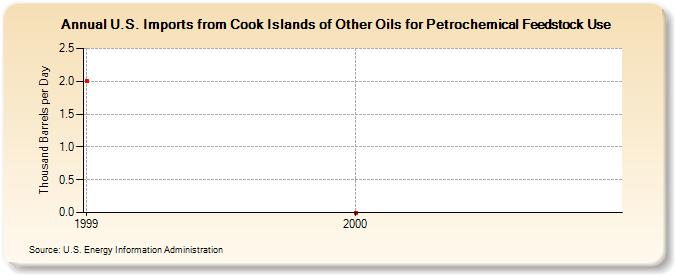 Annual U.S. Imports from Cook Islands of Other Oils for Petrochemical Feedstock Use
Thousand Barrels per Day
2.5
2.0
1.5
1.0
0.5
0.0
1999
2000
Source: U.S. Energy Information Administration